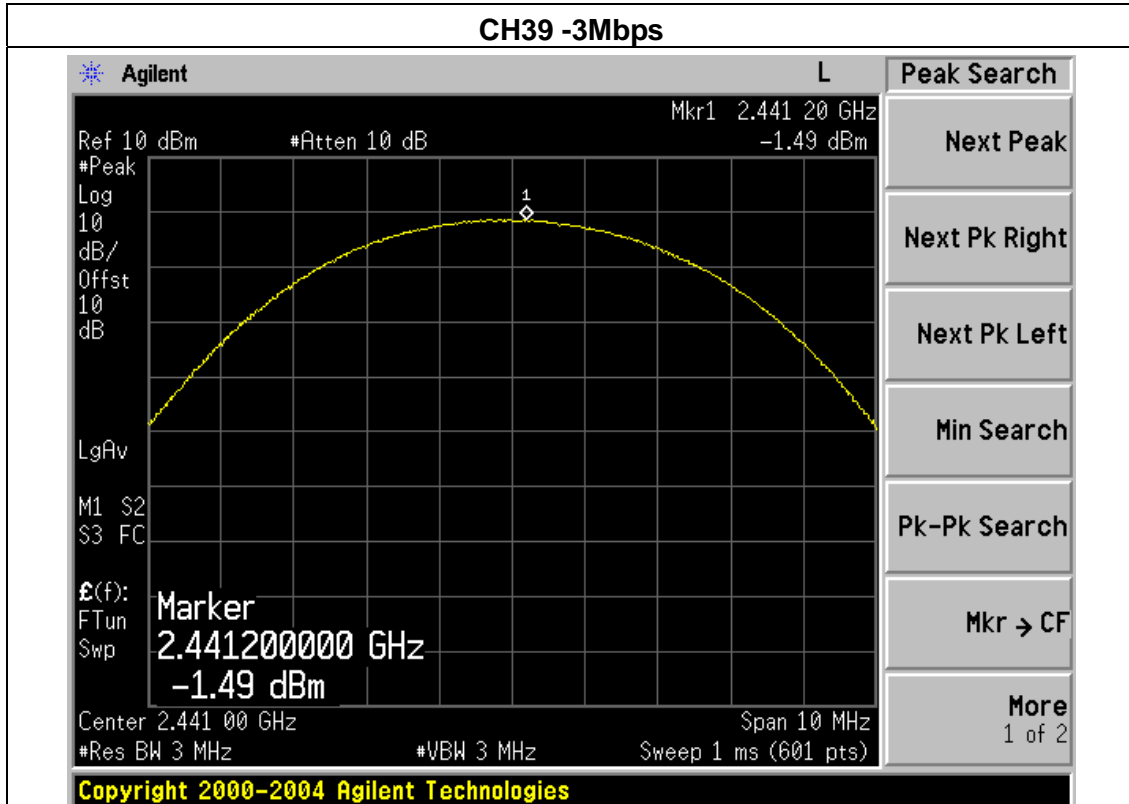 CH39 -3Mbps
Agilent L Peak Search
Mkr1 2.441 20 GHz
Ref 10 dBm #Atten 10 dB -1.49 dBm
#Peak
Log
10
dB/
Offst
10
dB
1
LgAv
M1 S2
S3 FC
£(f):
FTun
Swp
Marker
2.441200000 GHz
-1.49 dBm
Center 2.441 00 GHz Span 10 MHz
#Res BW 3 MHz #VBW 3 MHz Sweep 1 ms (601 pts)
Next Peak
Next Pk Right
Next Pk Left
Min Search
Pk-Pk Search
Mkr → CF
More
1 of 2
Copyright 2000-2004 Agilent Technologies